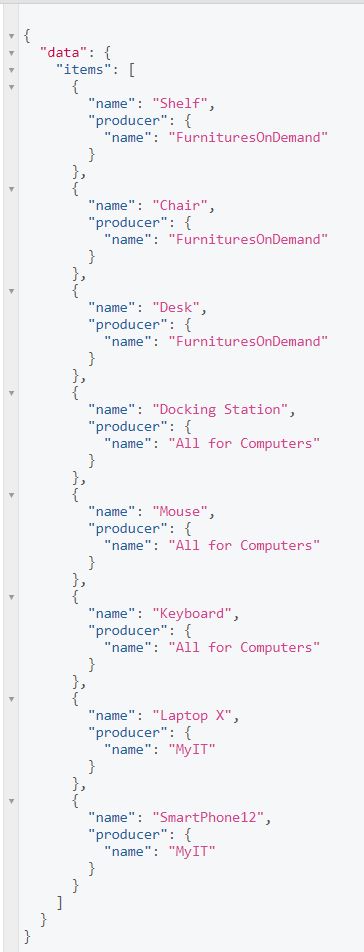 {
  "data": {
    "items": [
      {
        "name": "Shelf",
        "producer": {
          "name": "FurnituresOnDemand"
        }
      },
      {
        "name": "Chair",
        "producer": {
          "name": "FurnituresOnDemand"
        }
      },
      {
        "name": "Desk",
        "producer": {
          "name": "FurnituresOnDemand"
        }
      },
      {
        "name": "Docking Station",
        "producer": {
          "name": "All for Computers"
        }
      },
      {
        "name": "Mouse",
        "producer": {
          "name": "All for Computers"
        }
      },
      {
        "name": "Keyboard",
        "producer": {
          "name": "All for Computers"
        }
      },
      {
        "name": "Laptop X",
        "producer": {
          "name": "MyIT"
        }
      },
      {
        "name": "SmartPhone12",
        "producer": {
          "name": "MyIT"
        }
      }
    ]
  }
}